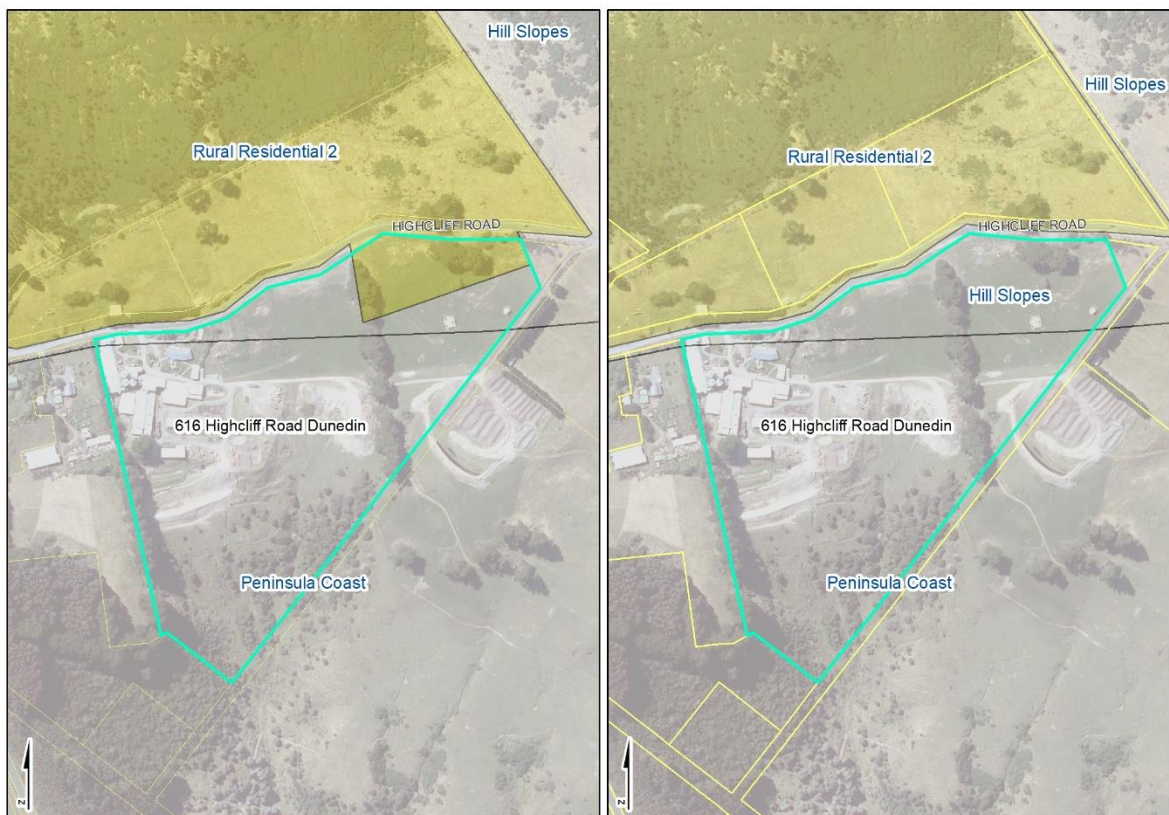 Hill Slopes
Rural Residential 2
HIGHCLIFF ROAD
616 Highcliff Road Dunedin
Peninsula Coast
N
Hill Slopes
Rural Residential 2
HIGHCLIFF ROAD
Hill Slopes
616 Highcliff Road Dunedin
Peninsula Coast
N